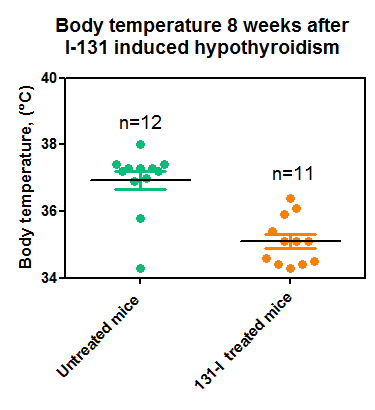 Body temperature 8 weeks after
I-131 induced hypothyroidism
Body temperature, (°C)
40
38
36
34
n=12
n=11
Untreated mice
131-I treated mice